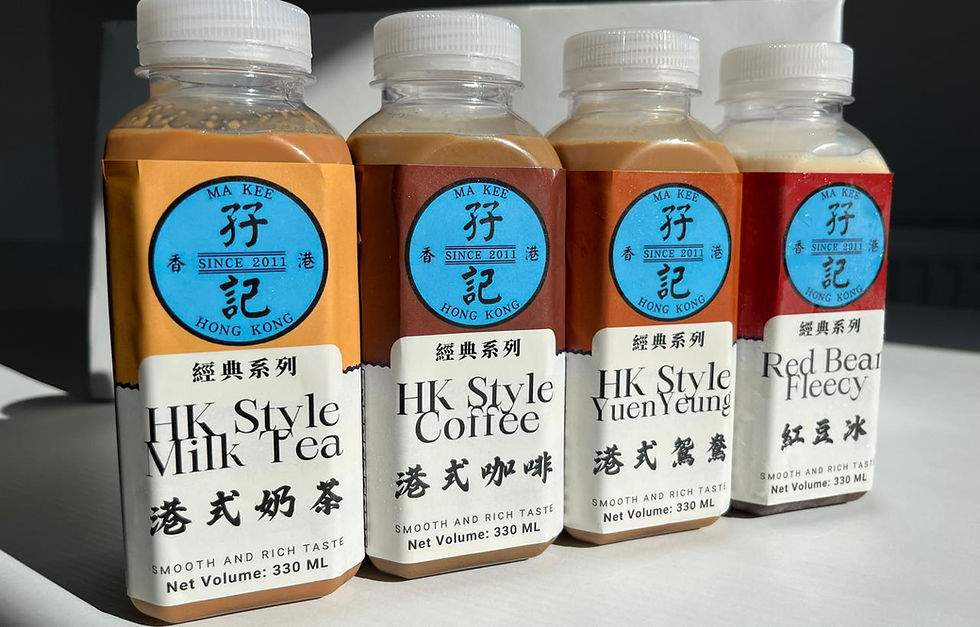 MA KEE
孖
香 SINCE 2011 港
記
HONG KONG
經典系列
HK Style
Milk Tea
港式奶茶
SMOOTH AND RICH TASTE
Net Volume: 330 ML
MA KEE
孖
香 SINCE 2011 港
記
HONG KONG
經典系列
HK Style
Coffee
港式咖啡
SMOOTH AND RICH TASTE
Net Volume: 330 ML
MA KEE
孖
香 SINCE 2011 港
記
HONG KONG
經典系列
HK Style
YuenYeung
港式鴛鴦
SMOOTH AND RICH TASTE
Net Volume: 330 ML
MA KEE
孖
香 SINCE 2011 港
記
HONG KONG
經典系列
Red Bean
Fleecy
紅豆冰
SMOOTH AND RICH TASTE
Net Volume: 330 ML